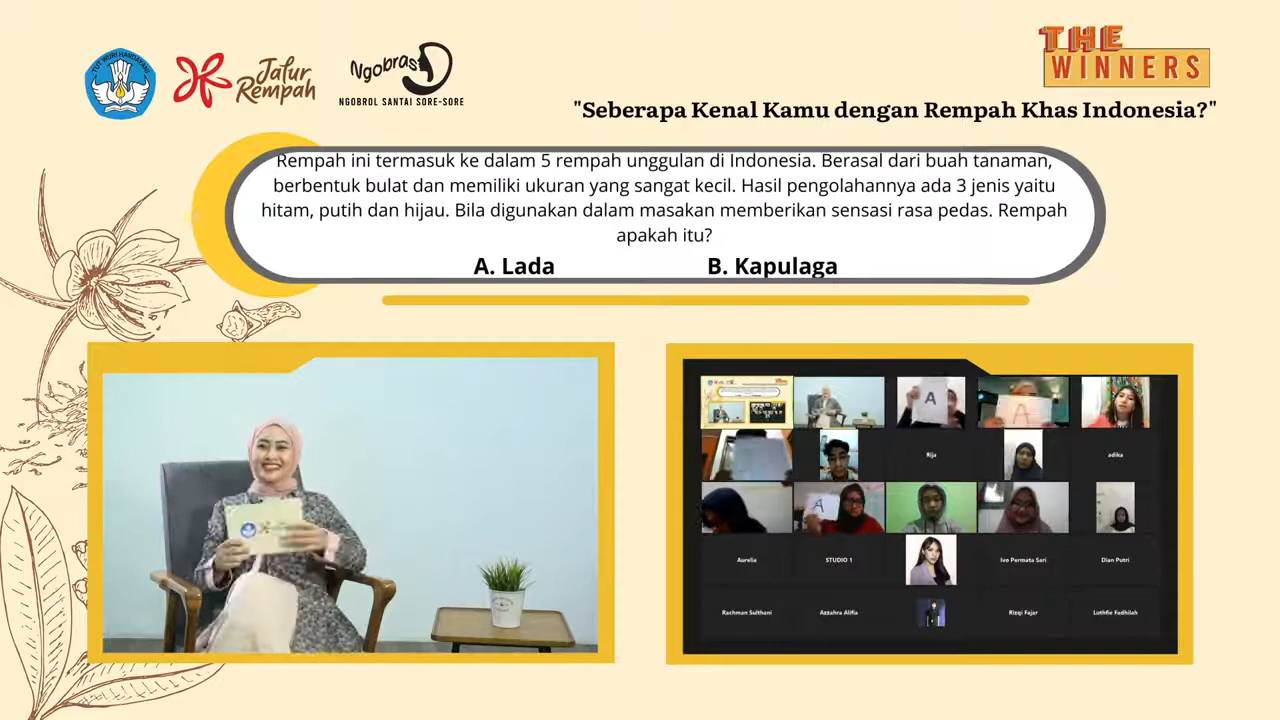 TUT WURI HANDAYANI
Jalur
Rempah
Ngobras
NGOBROL SANTAI SORE-SORE
THE
WINNERS
"Seberapa Kenal Kamu dengan Rempah Khas Indonesia?"
Rempah ini termasuk ke dalam 5 rempah unggulan di Indonesia. Berasal dari buah tanaman,
berbentuk bulat dan memiliki ukuran yang sangat kecil. Hasil pengolahannya ada 3 jenis yaitu
hitam, putih dan hijau. Bila digunakan dalam masakan memberikan sensasi rasa pedas. Rempah
apakah itu?
A. Lada B. Kapulaga
A A
Rija adika
A
Aurelia STUDIO 1 Ivo Permata Sari Dian Putri
Rachman Sulthani Azzahra Alifia Rizqi Fajar Luthfie Fadhilah